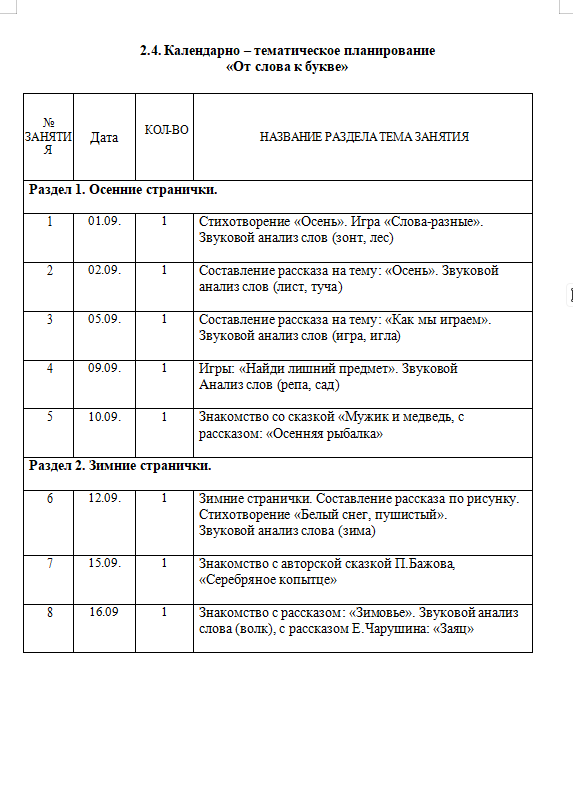 2.4. Календарно – тематическое планирование
«От слова к букве»
№
ЗАНЯТИ
Я
Дата
КОЛ-ВО
НАЗВАНИЕ РАЗДЕЛА ТЕМА ЗАНЯТИЯ
Раздел 1. Осенние странички.
1 01.09. 1 Стихотворение «Осень». Игра «Слова-разные».
Звуковой анализ слов (зонт, лес)
2 02.09. 1 Составление рассказа на тему: «Осень». Звуковой
анализ слов (лист, туча)
3 05.09. 1 Составление рассказа на тему: «Как мы играем».
Звуковой анализ слов (игра, игла)
4 09.09. 1 Игры: «Найди лишний предмет». Звуковой
Анализ слов (репа, сад)
5 10.09. 1 Знакомство со сказкой «Мужик и медведь, с
рассказом: «Осенняя рыбалка»
Раздел 2. Зимние странички.
6 12.09. 1 Зимние странички. Составление рассказа по рисунку.
Стихотворение «Белый снег, пушистый».
Звуковой анализ слова (зима)
7 15.09. 1 Знакомство с авторской сказкой П.Бажова,
«Серебряное копытце»
8 16.09 1 Знакомство с рассказом: «Зимовье». Звуковой анализ
слова (волк), с рассказом Е.Чарушина: «Заяц»